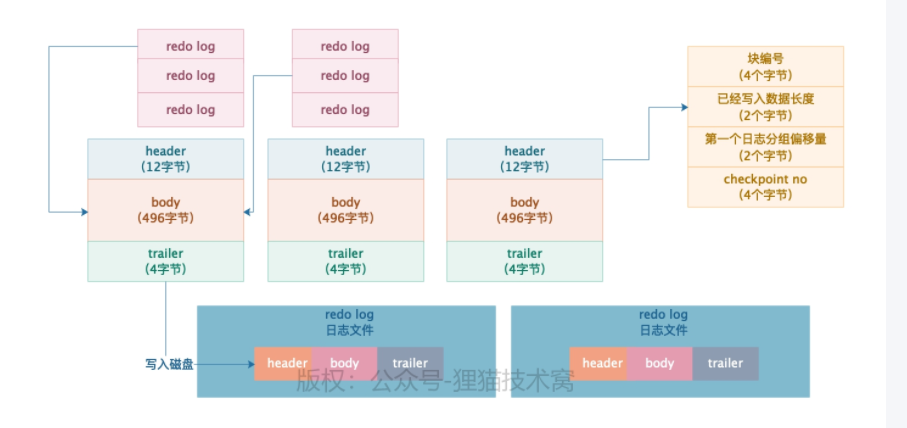 redo log
redo log
redo log
redo log
redo log
redo log
块编号
(4个字节)
已经写入数据长度
(2个字节)
第一个日志分组偏移量
(2个字节)
checkpoint no
(4个字节)
header
(12字节)
body
(496字节)
trailer
(4字节)
header
(12字节)
body
(496字节)
trailer
(4字节)
header
(12字节)
body
(496字节)
trailer
(4字节)
写入磁盘
redo log
日志文件
header
body
trailer
redo log
日志文件
header
body
trailer
版权：公众号-狸猫技术窝